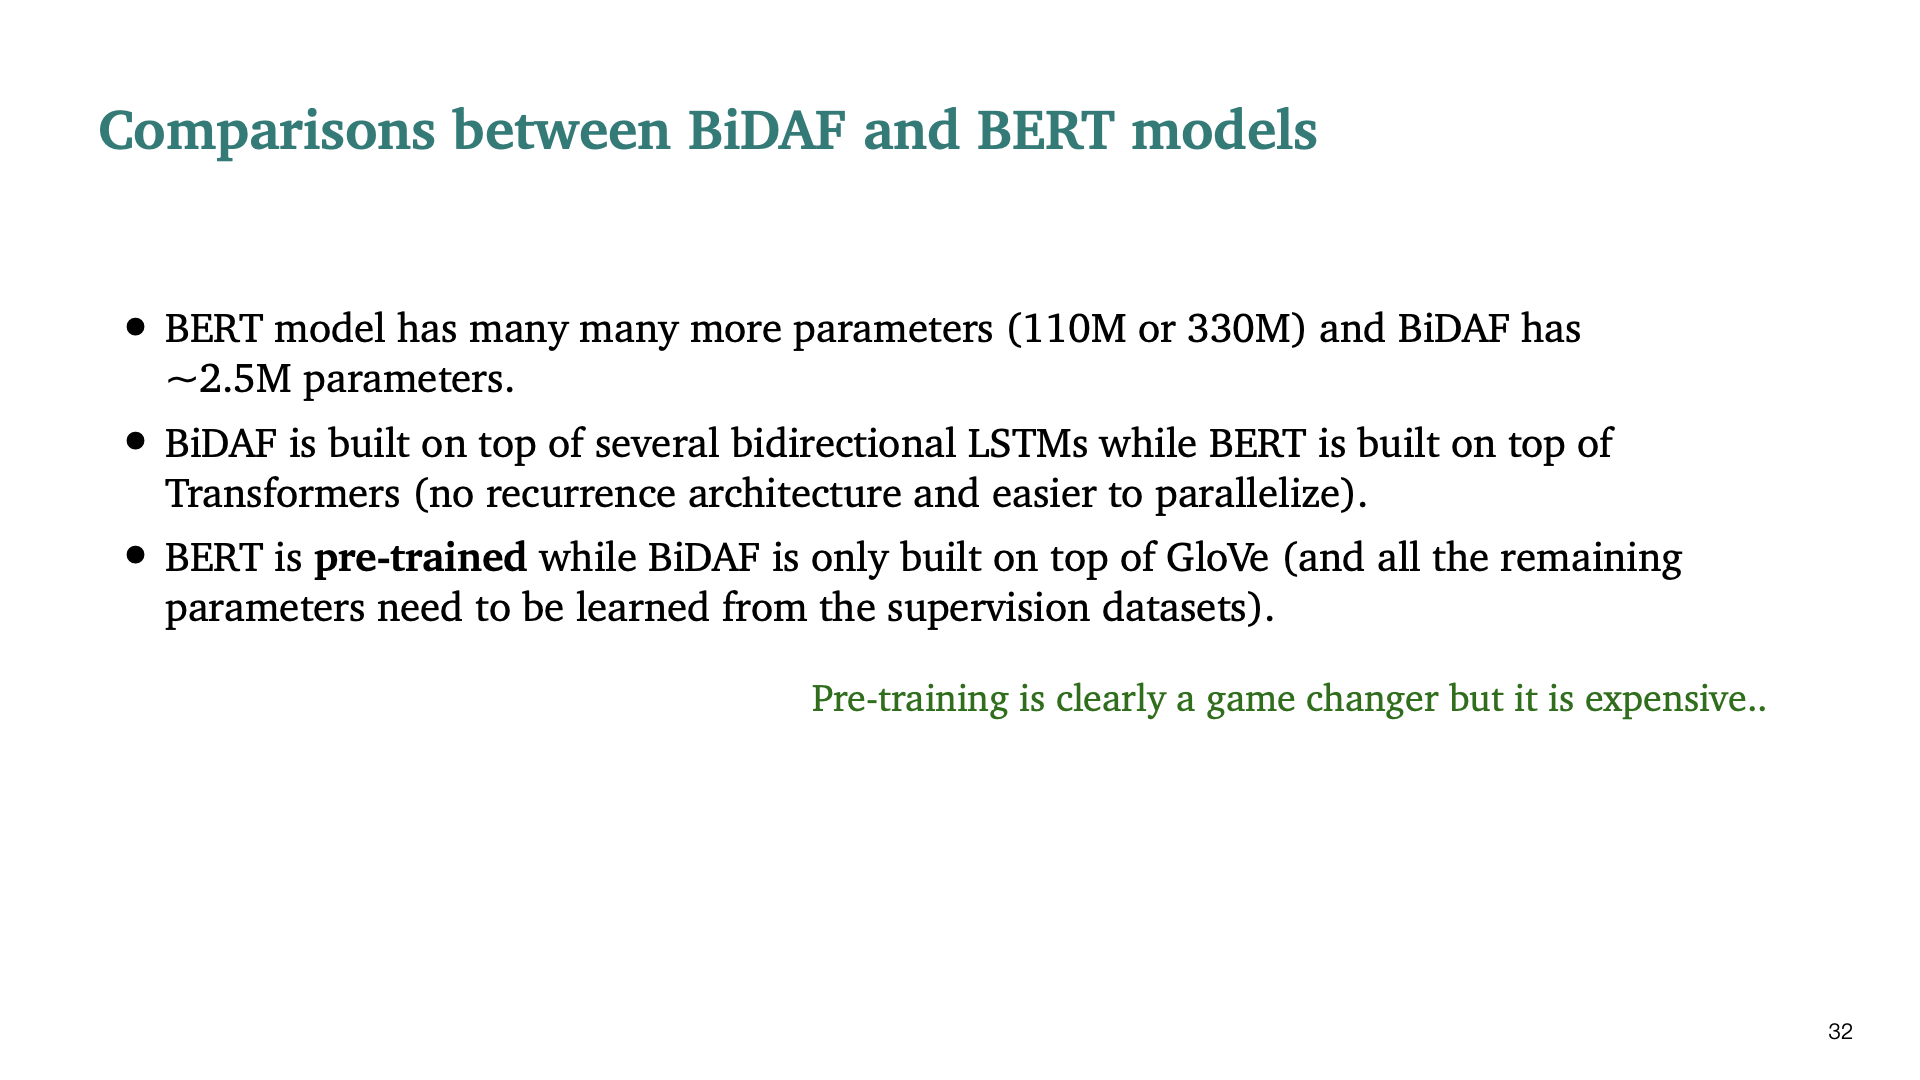 Comparisons between BiDAF and BERT models
• BERT model has many many more parameters (110M or 330M) and BiDAF has
~2.5M parameters.
• BiDAF is built on top of several bidirectional LSTMs while BERT is built on top of
Transformers (no recurrence architecture and easier to parallelize).
• BERT is pre-trained while BiDAF is only built on top of GloVe (and all the remaining
parameters need to be learned from the supervision datasets).
Pre-training is clearly a game changer but it is expensive..
32